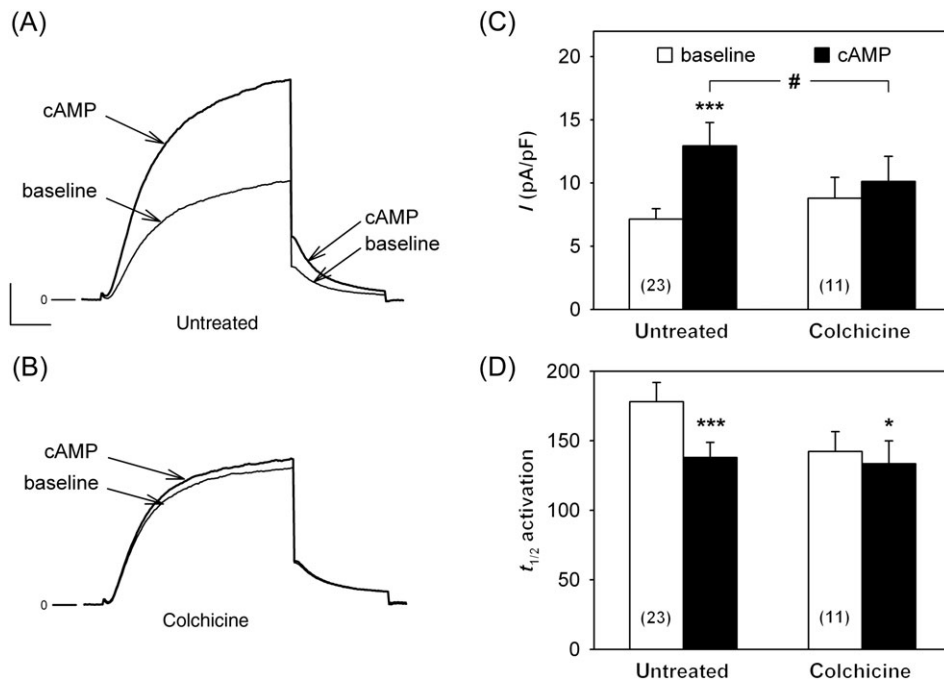 (A)
cAMP
baseline
cAMP
baseline
0
Untreated
(B)
cAMP
baseline
0
Colchicine
(C)
baseline cAMP
#
***
I (pA/pF)
20
15
10
5
0
(23) (11)
Untreated Colchicine
(D)
t1/2 activation
200
150
100
50
0
*** *
(23) (11)
Untreated Colchicine